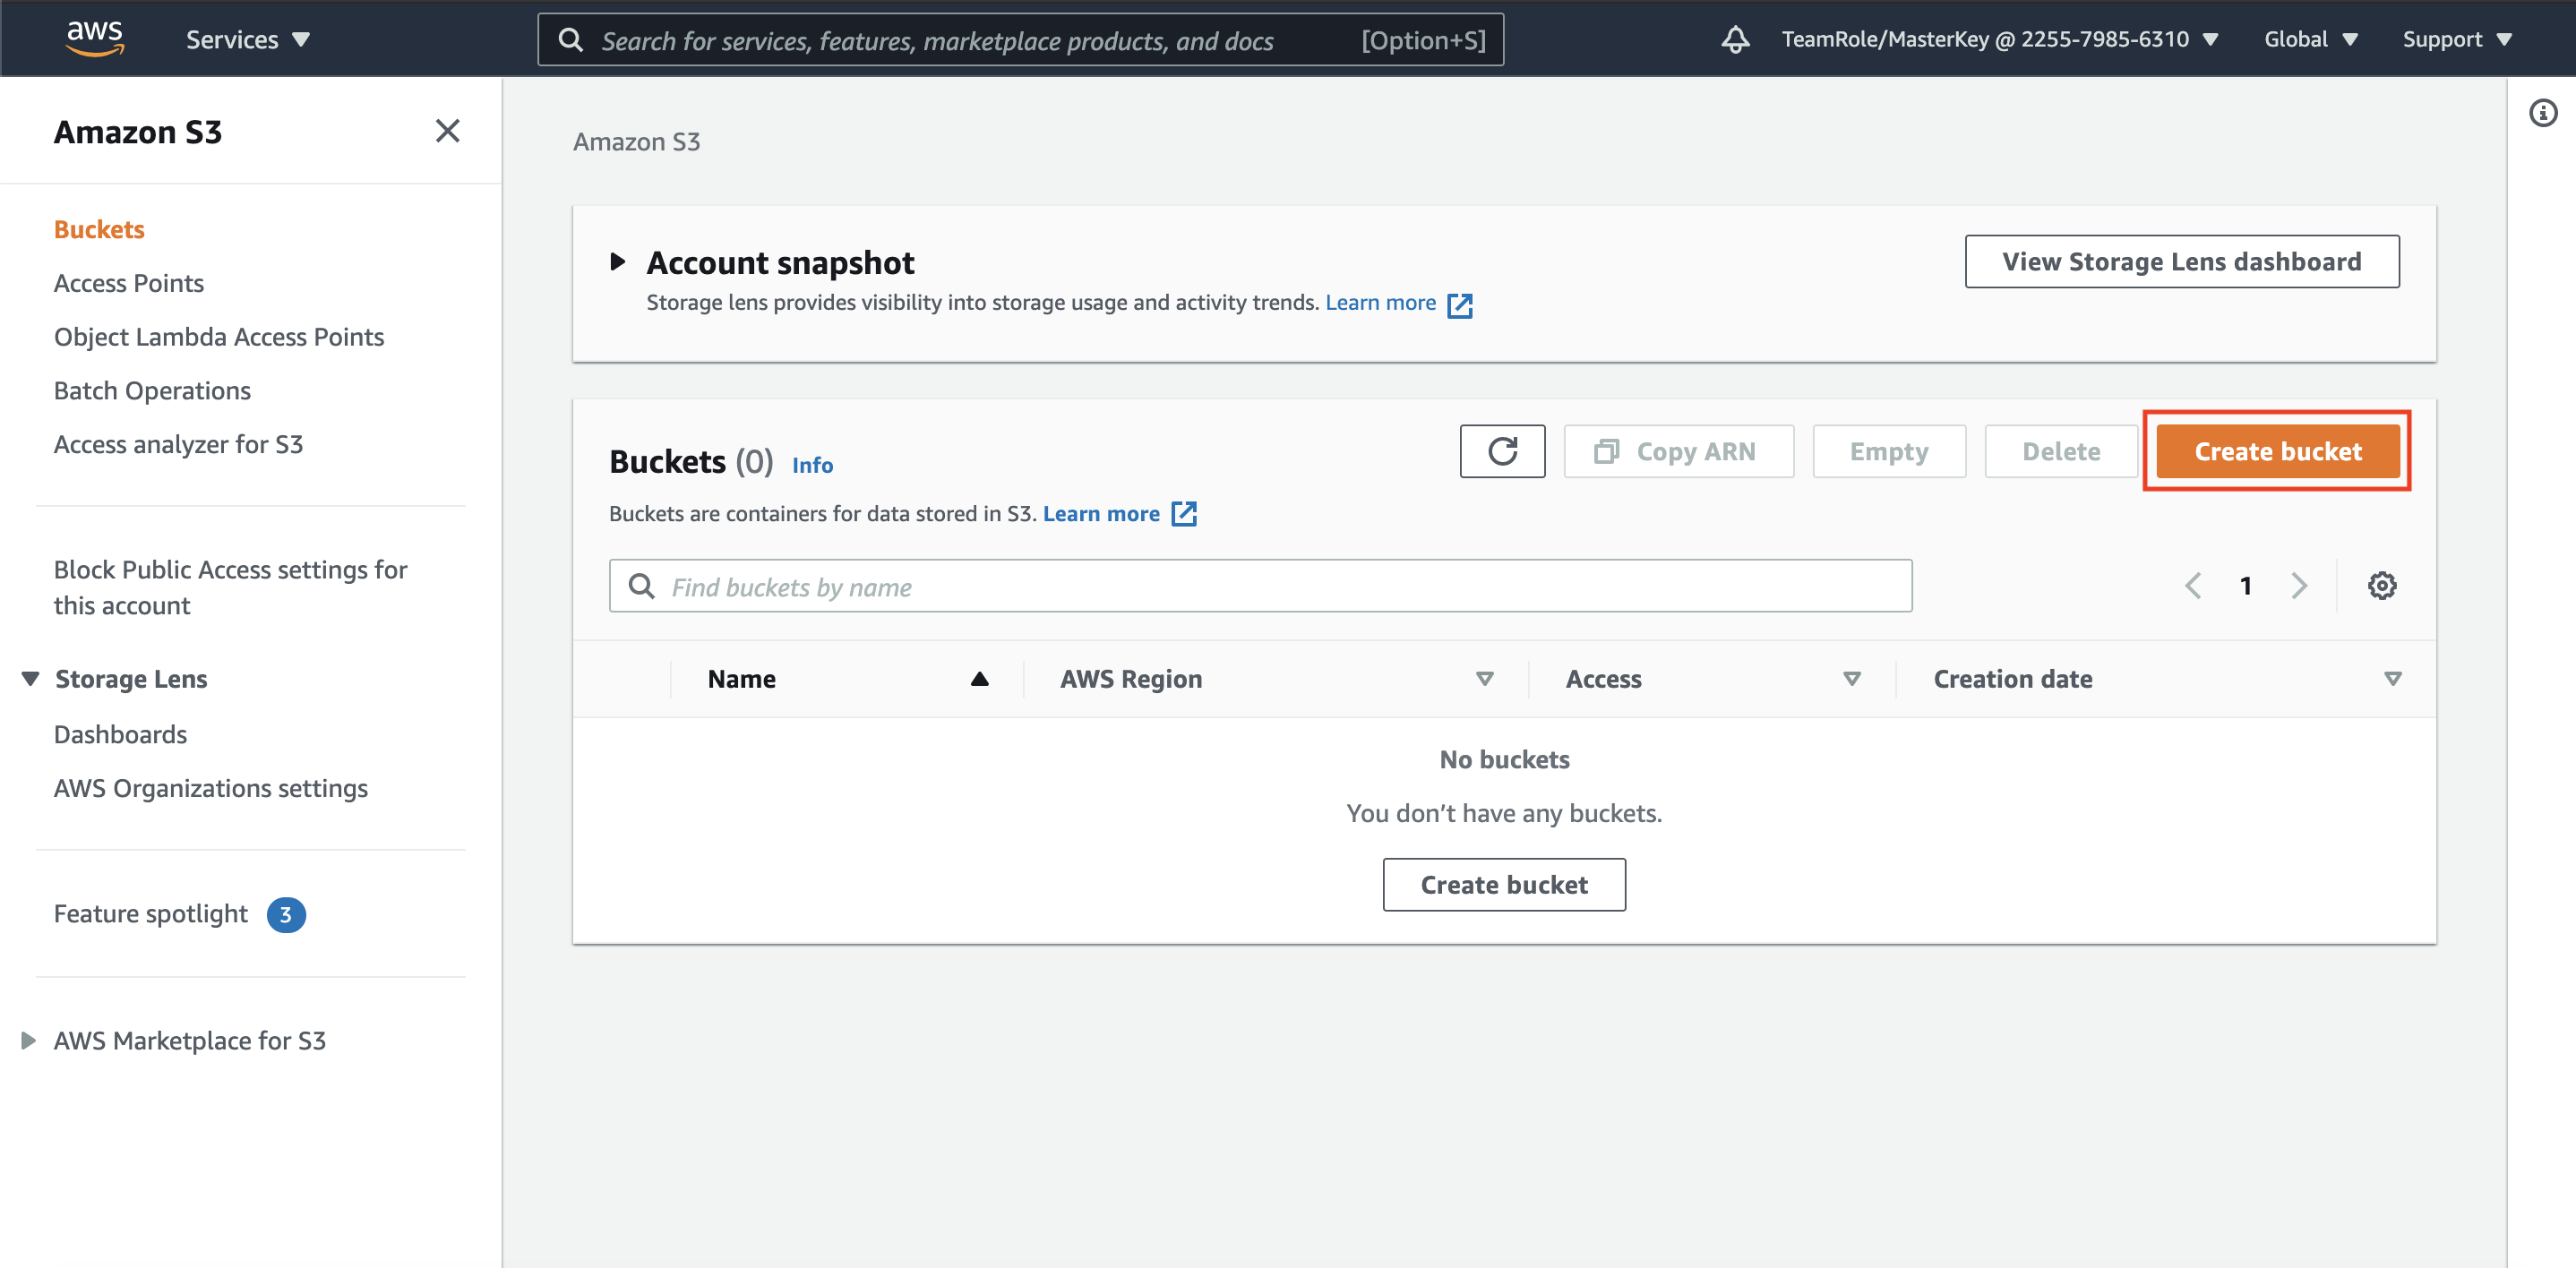 aws
Services
Search for services, features, marketplace products, and docs [Option+S]
TeamRole/MasterKey @ 2255-7985-6310
Global
Support
Amazon S3
Buckets
Access Points
Object Lambda Access Points
Batch Operations
Access analyzer for S3
Block Public Access settings for
this account
Storage Lens
Dashboards
AWS Organizations settings
Feature spotlight 3
AWS Marketplace for S3
Amazon S3
Account snapshot
Storage lens provides visibility into storage usage and activity trends. Learn more
View Storage Lens dashboard
Buckets (0) Info
Copy ARN
Empty
Delete
Create bucket
Buckets are containers for data stored in S3. Learn more
Find buckets by name
1
Name
AWS Region
Access
Creation date
No buckets
You don’t have any buckets.
Create bucket